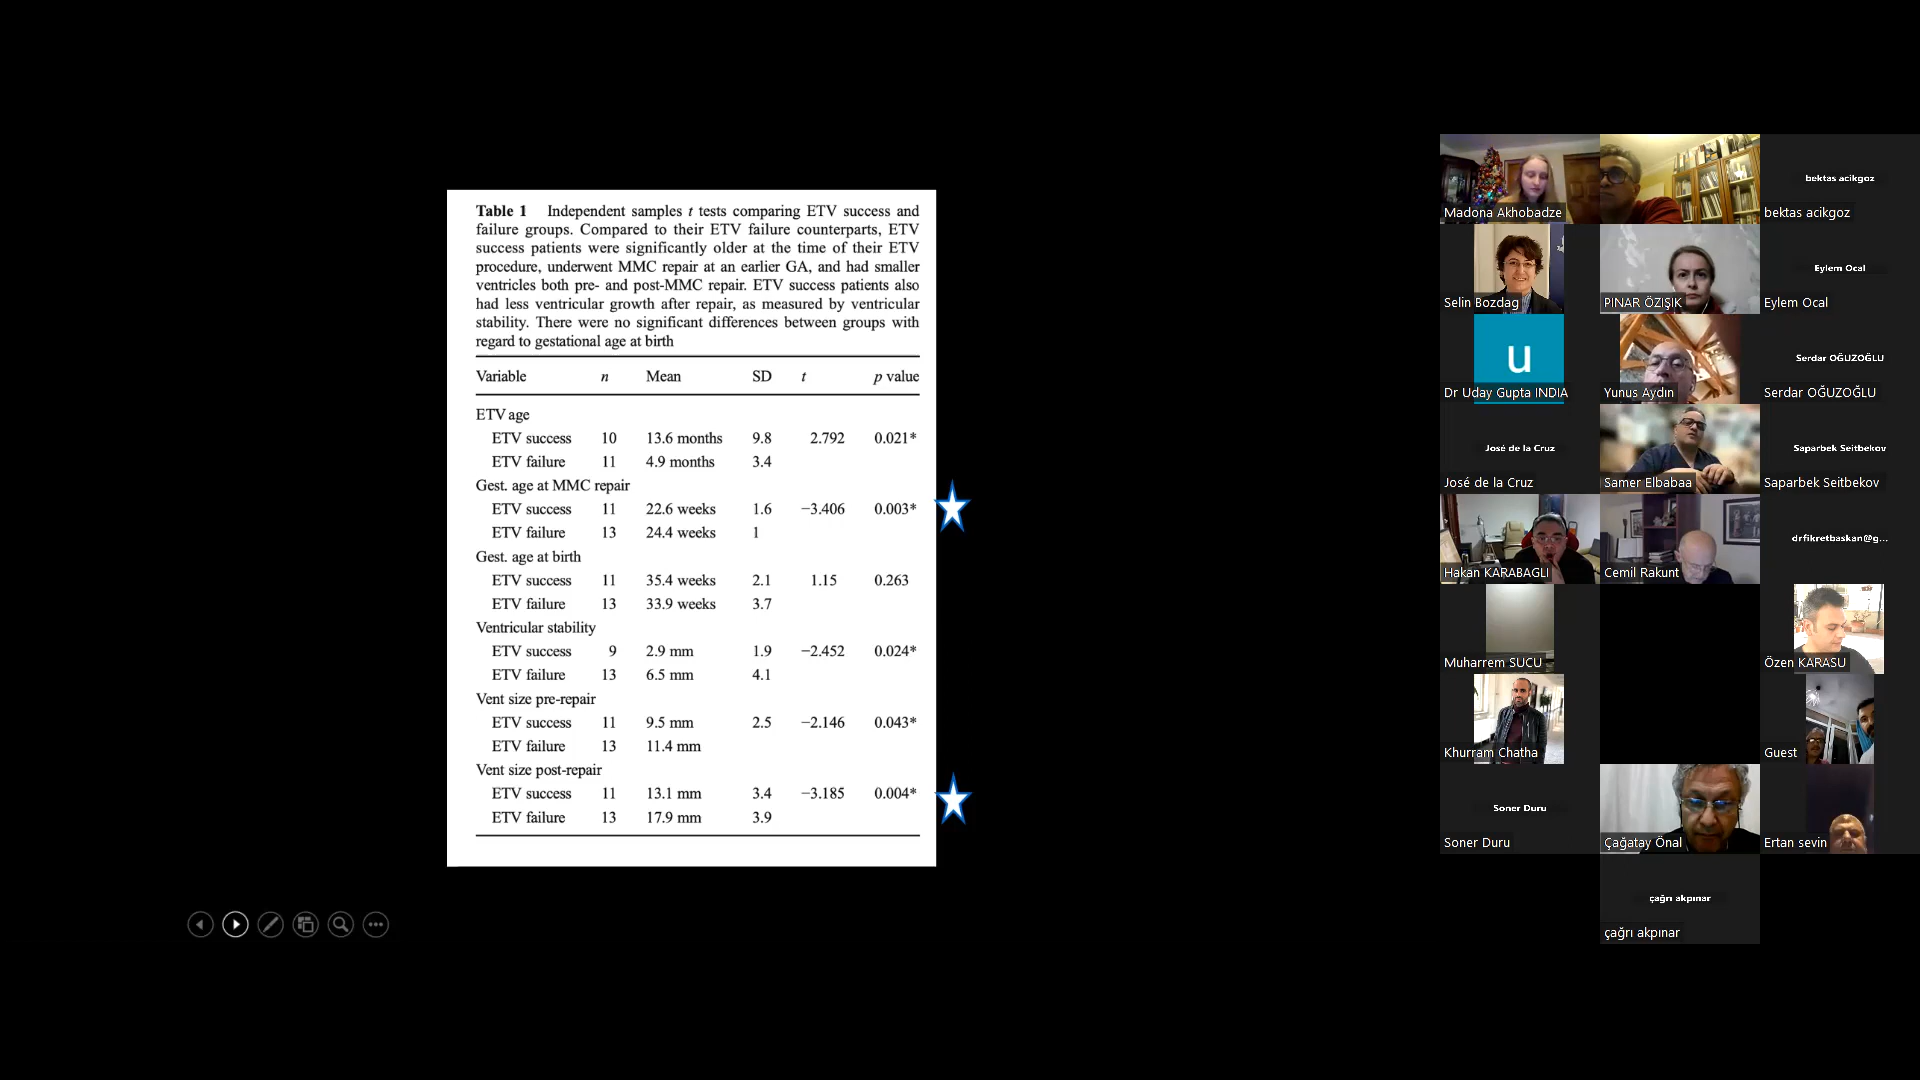 Table 1 Independent samples t tests comparing ETV success and
failure groups. Compared to their ETV failure counterparts, ETV
success patients were significantly older at the time of their ETV
procedure, underwent MMC repair at an earlier GA, and had smaller
ventricles both pre- and post-MMC repair. ETV success patients also
had less ventricular growth after repair, as measured by ventricular
stability. There were no significant differences between groups with
regard to gestational age at birth
Variable n Mean SD t p value
ETV age
ETV success 10 13.6 months 9.8 2.792 0.021*
ETV failure 11 4.9 months 3.4
Gest. age at MMC repair
ETV success 11 22.6 weeks 1.6 −3.406 0.003*
ETV failure 13 24.4 weeks 1
Gest. age at birth
ETV success 11 35.4 weeks 2.1 1.15 0.263
ETV failure 13 33.9 weeks 3.7
Ventricular stability
ETV success 9 2.9 mm 1.9 −2.452 0.024*
ETV failure 13 6.5 mm 4.1
Vent size pre-repair
ETV success 11 9.5 mm 2.5 −2.146 0.043*
ETV failure 13 11.4 mm
Vent size post-repair
ETV success 11 13.1 mm 3.4 −3.185 0.004*
ETV failure 13 17.9 mm 3.9
bektas acikgoz
Madona Akhobadze bektas acikgoz
Eylem Ocal
Selin Bozdag PINAR ÖZIŞIK Eylem Ocal
u Serdar OĞUZOĞLU
Dr Uday Gupta INDIA Yunus Aydın Serdar OĞUZOĞLU
José de la Cruz Saparbek Seitbekov
José de la Cruz Samer Elbabaa Saparbek Seitbekov
drfikretbaskan@g...
Hakan KARABAGLI Cemil Rakunt
Muharrem SUCU Özen KARASU
Khurram Chatha Guest
Soner Duru
Soner Duru Çağatay Önal Ertan sevin
çağrı akpınar
çağrı akpınar